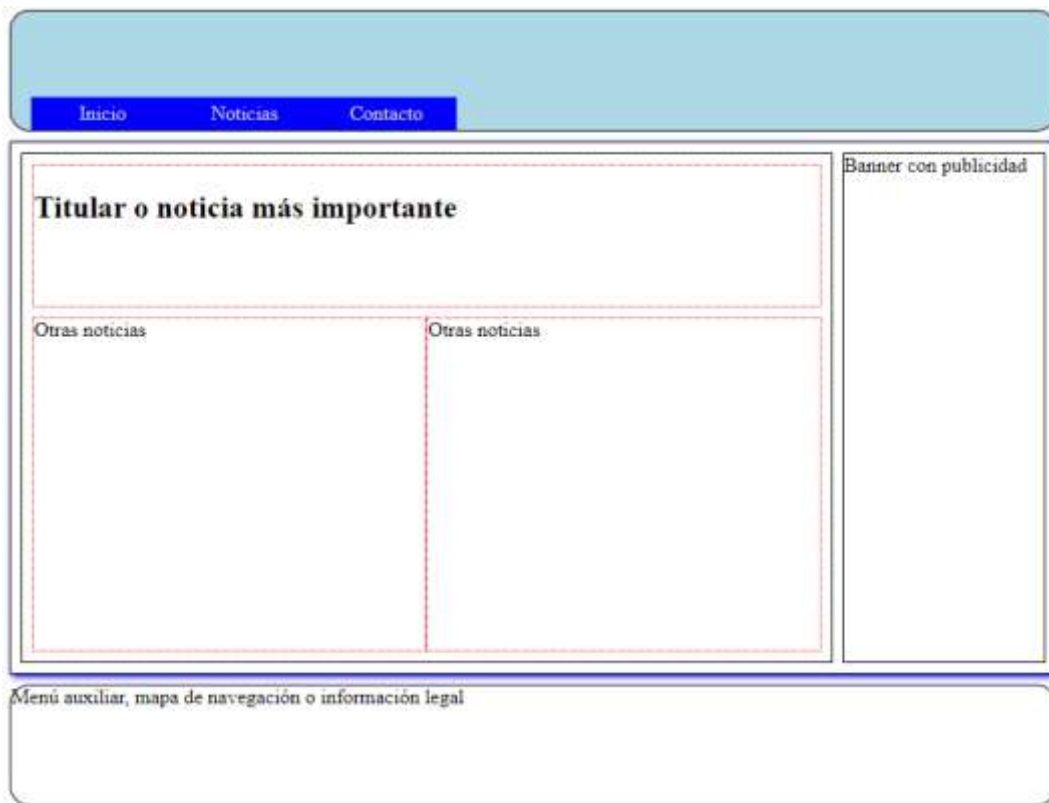 Inicio Noticias Contacto
Titular o noticia más importante
Banner con publicidad
Otras noticias
Otras noticias
Menú auxiliar, mapa de navegación o información legal